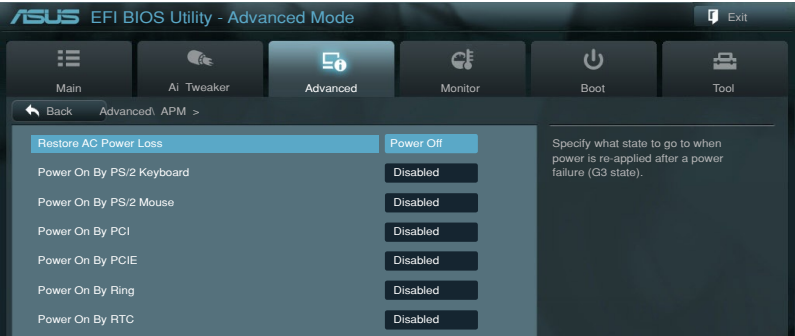 ASUS EFI BIOS Utility - Advanced Mode
Exit
Main
Ai Tweaker
Advanced
Monitor
Boot
Tool
Back
Advanced\ APM >
Restore AC Power Loss
Power Off
Power On By PS/2 Keyboard
Disabled
Power On By PS/2 Mouse
Disabled
Power On By PCI
Disabled
Power On By PCIE
Disabled
Power On By Ring
Disabled
Power On By RTC
Disabled
Specify what state to go to when
power is re-applied after a power
failure (G3 state).